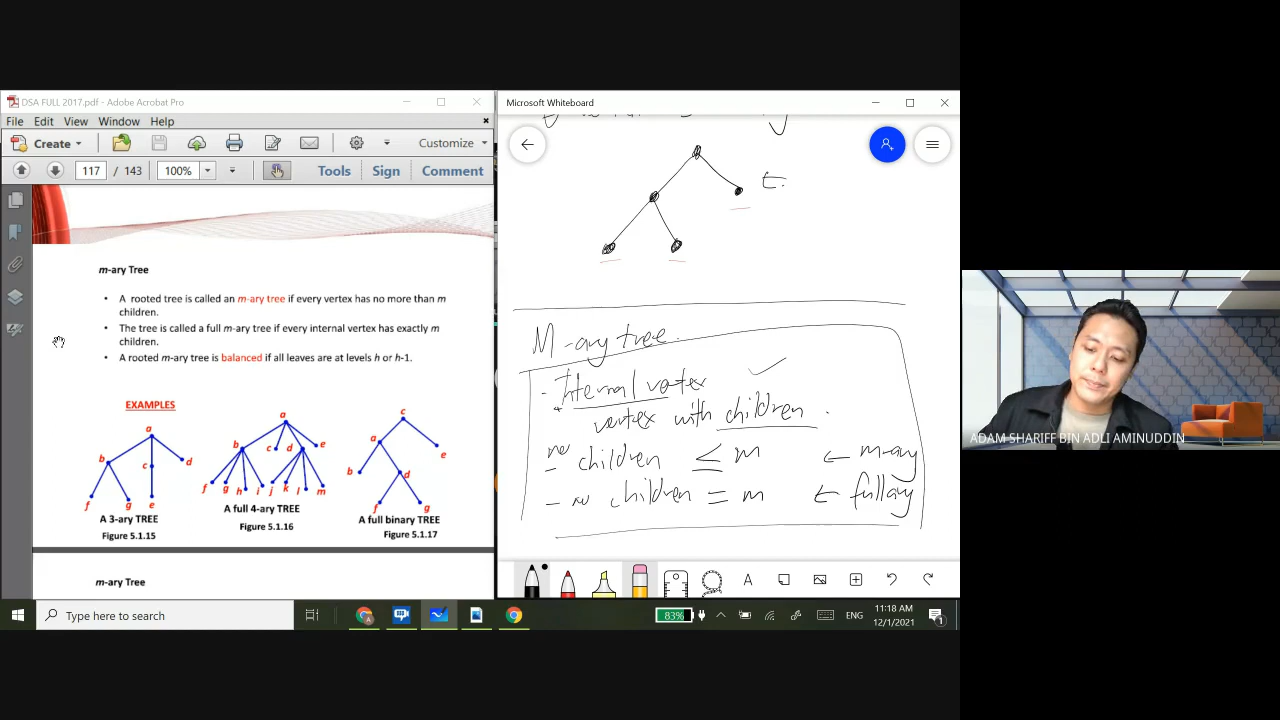 DSA FULL 2017.pdf - Adobe Acrobat Pro
File Edit View Window Help
Create
Customize
117 / 143 100% Tools Sign Comment
m-ary Tree
• A rooted tree is called an m-ary tree if every vertex has no more than m
children.
• The tree is called a full m-ary tree if every internal vertex has exactly m
children.
• A rooted m-ary tree is balanced if all leaves are at levels h or h-1.
EXAMPLES
a
b
c
d
f
g
e
A 3-ary TREE
Figure 5.1.15
a
b
c
d
e
f
g
h
i
j
k
l
m
A full 4-ary TREE
Figure 5.1.16
c
a
e
b
d
f
g
A full binary TREE
Figure 5.1.17
m-ary Tree
Microsoft Whiteboard
M-ary tree.
- Internal vertex
vertex with children .
no children ≤ m ← m-ary
- no children = m ← full ary
A
ADAM SHARIFF BIN ADLI AMINUDDIN
Type here to search
83%
ENG
11:18 AM
12/1/2021
1